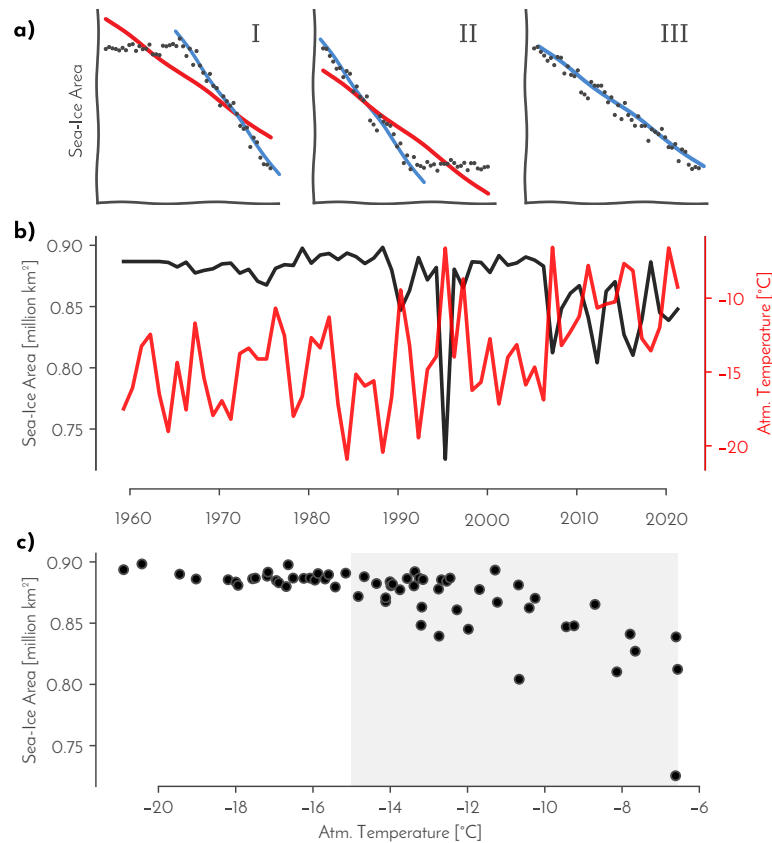 a)
I
II
III
Sea-Ice Area
b)
0.90
0.85
0.80
0.75
Sea-Ice Area [million km²]
−10
−15
−20
Atm. Temperature [°C]
1960 1970 1980 1990 2000 2010 2020
c)
0.90
0.85
0.80
0.75
Sea-Ice Area [million km²]
−20 −18 −16 −14 −12 −10 −8 −6
Atm. Temperature [°C]